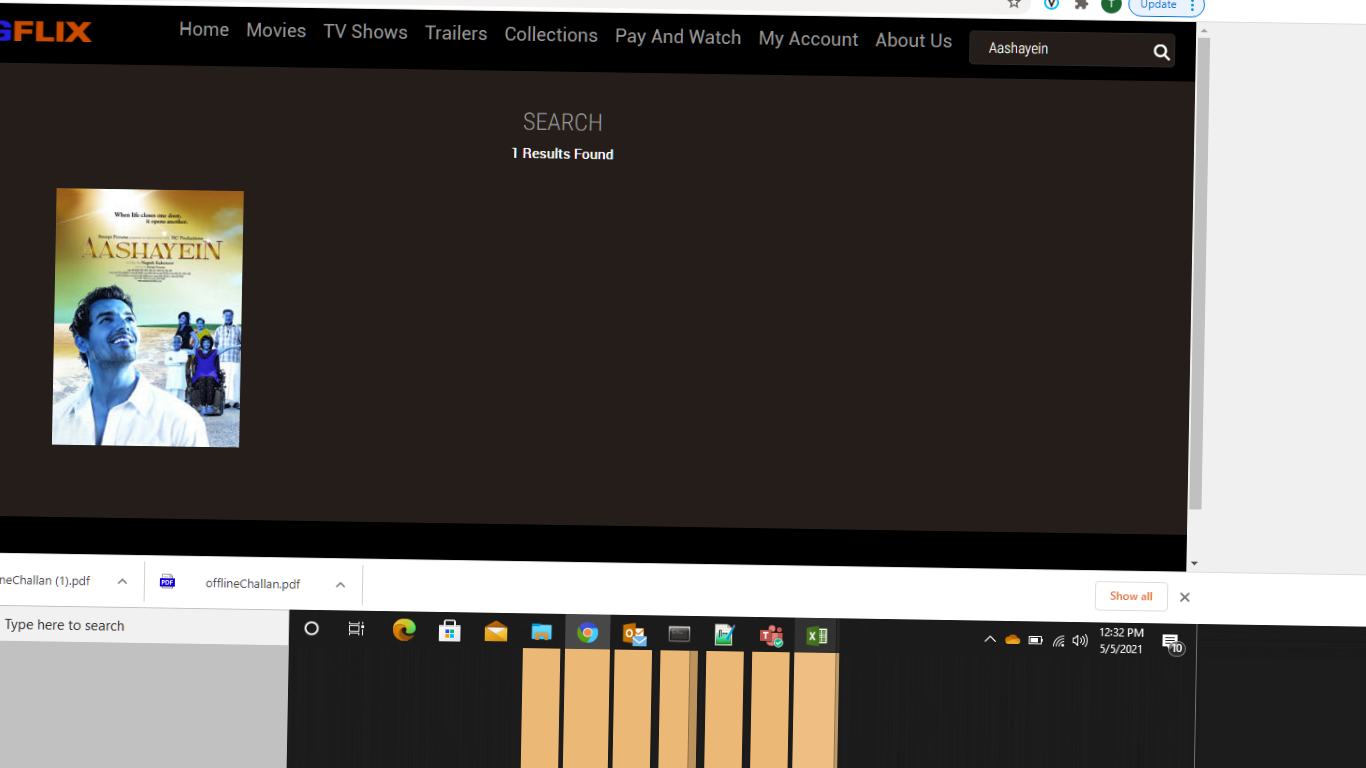 GFLIX
Home Movies TV Shows Trailers Collections Pay And Watch My Account About Us
Aashayein
T
Update
SEARCH
1 Results Found
When life closes one door,
it opens another.
AASHAYEIN
neChallan (1).pdf
PDF
offlineChallan.pdf
Show all
Type here to search
12:32 PM
5/5/2021
10